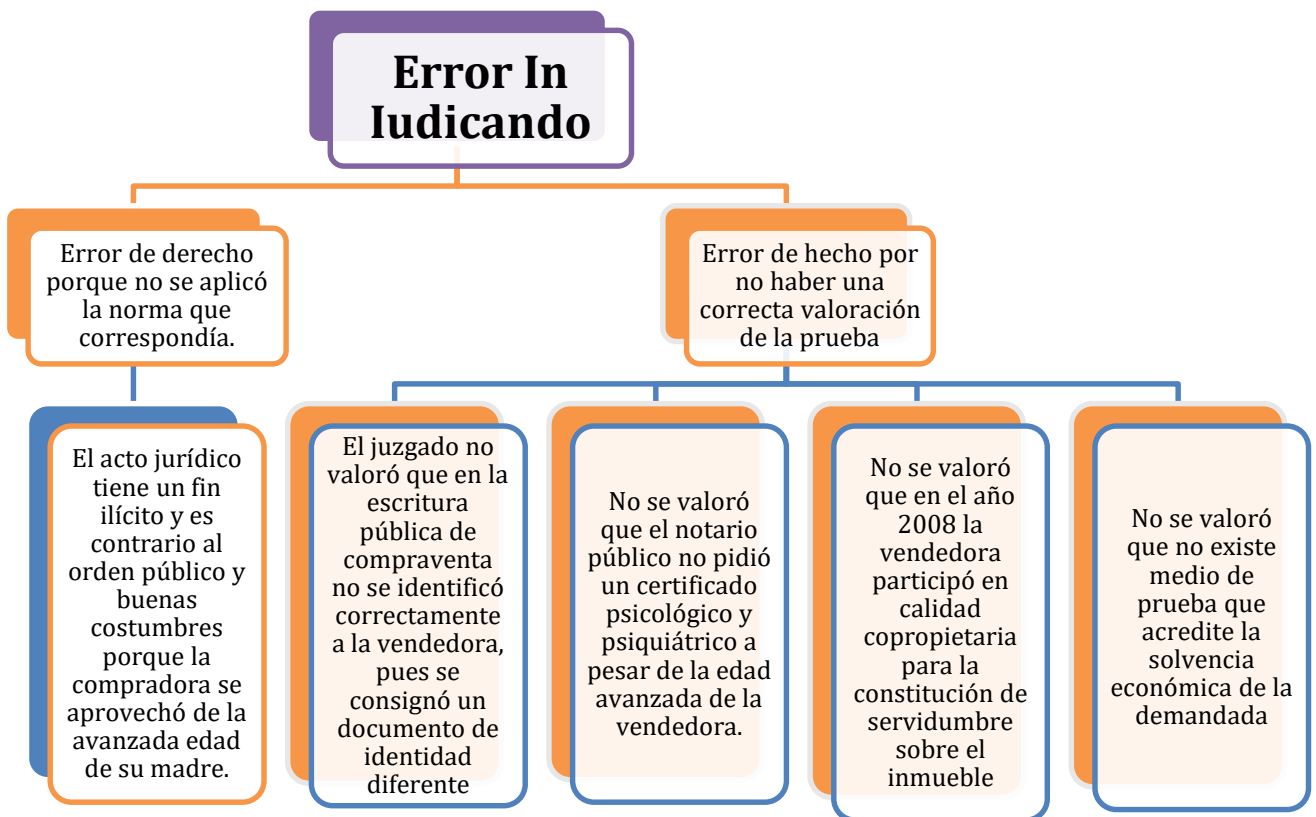 Error In
Iudicando
Error de derecho
porque no se aplicó
la norma que
correspondía.
Error de hecho por
no haber una
correcta valoración
de la prueba
El acto jurídico
tiene un fin
ilícito y es
contrario al
orden público y
buenas
costumbres
porque la
compradora se
aprovechó de la
avanzada edad
de su madre.
El juzgado no
valoró que en la
escritura
pública de
compraventa
no se identificó
correctamente
a la vendedora,
pues se
consignó un
documento de
identidad
diferente
No se valoró
que el notario
público no pidió
un certificado
psicológico y
psiquiátrico a
pesar de la edad
avanzada de la
vendedora.
No se valoró
que en el año
2008 la
vendedora
participó en
calidad
copropietaria
para la
constitución de
servidumbre
sobre el
inmueble
No se valoró
que no existe
medio de
prueba que
acredite la
solvencia
económica de la
demandada